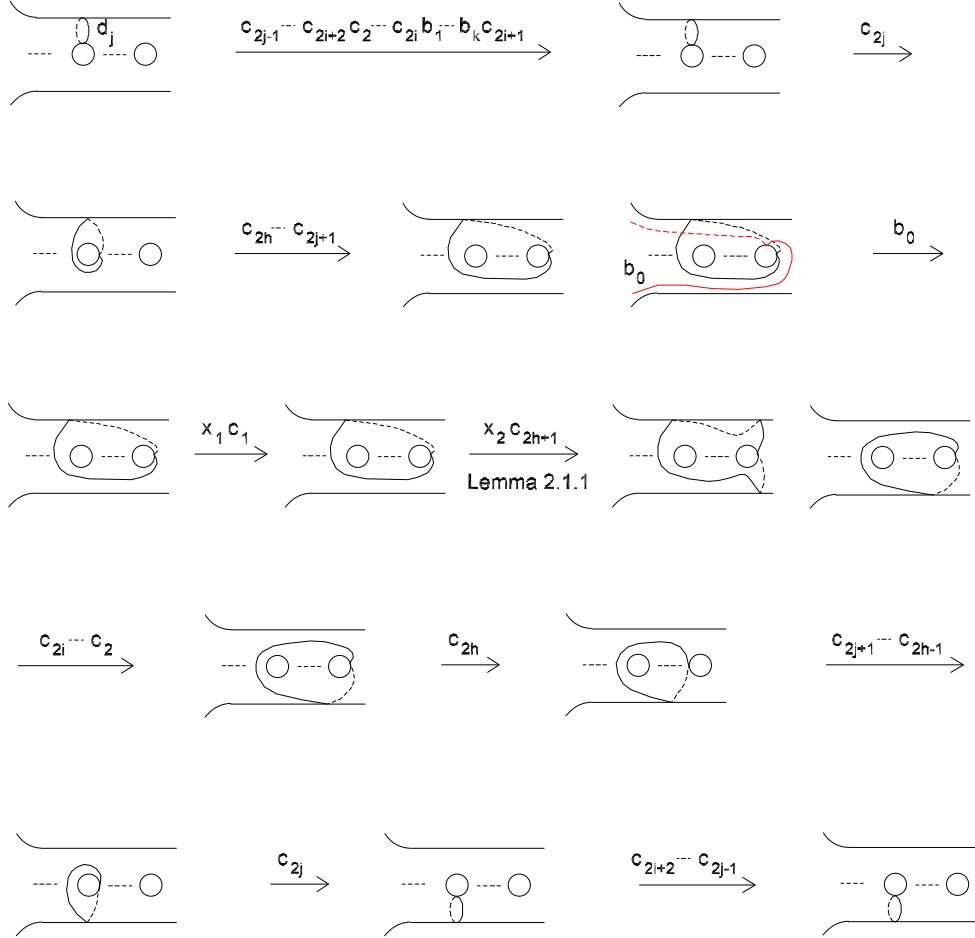 d_j
c_{2j-1} --- c_{2i+2} c_2 --- c_{2i} b_1 --- b_k c_{2i+1}
c_{2j}
c_{2h} --- c_{2j+1}
b_0
b_0
x_1 c_1
x_2 c_{2h+1}
Lemma 2.1.1
c_{2i} --- c_2
c_{2h}
c_{2j+1} --- c_{2h-1}
c_{2j}
c_{2i+2} --- c_{2j-1}